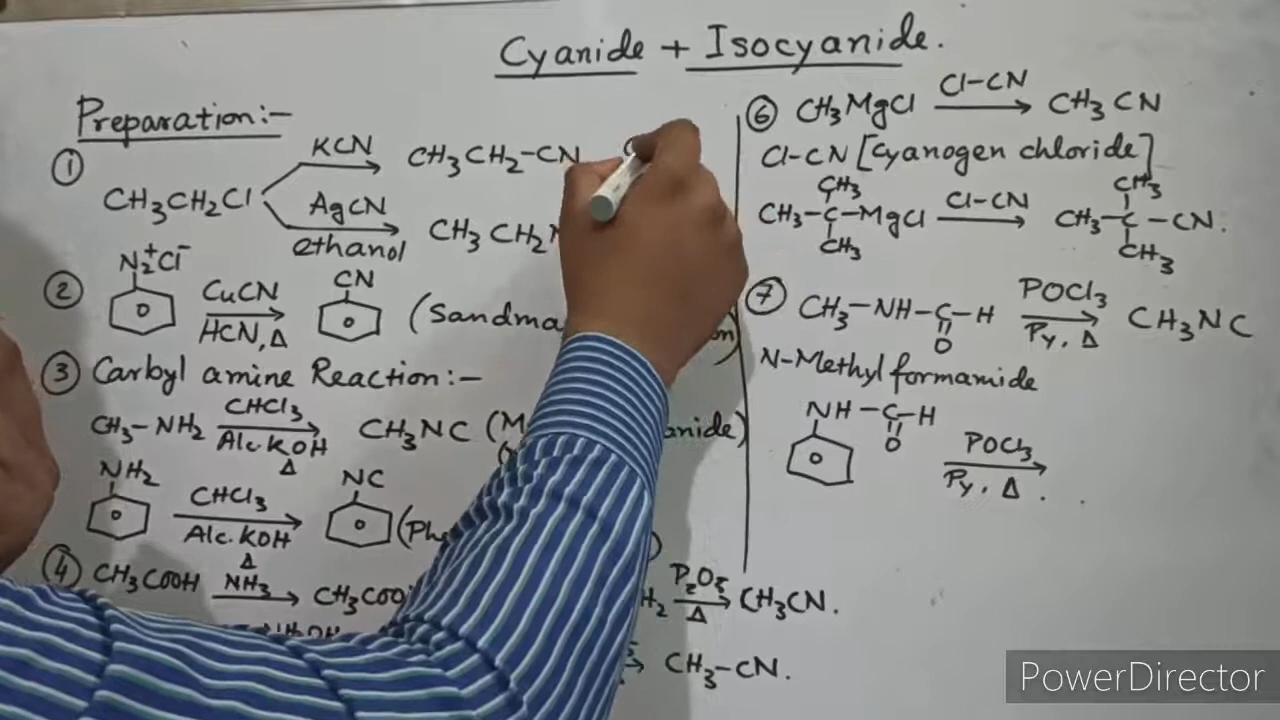 Cyanide + Isocyanide.
Preparation:-
①
CH3CH2Cl
KCN
CH3CH2-CN
AgCN
ethanol
CH3CH2
②
N2+Cl-
CuCN
HCN, Δ
CN
③ Carbyl amine Reaction:-
CH3-NH2
CHCl3
Alc. KOH
Δ
CH3NC
NH2
CHCl3
Alc. KOH
Δ
NC
④ CH3COOH
NH3
P2O5
Δ
CH3CN.
CH3-CN.
⑥ CH3MgCl
Cl-CN
CH3CN
Cl-CN [Cyanogen chloride]
CH3
CH3-C-MgCl
CH3
Cl-CN
CH3
CH3-C-CN.
CH3
⑦ CH3-NH-C-H
O
POCl3
Py, Δ
CH3NC
N-Methyl formamide
NH-C-H
O
POCl3
Py, Δ.
PowerDirector